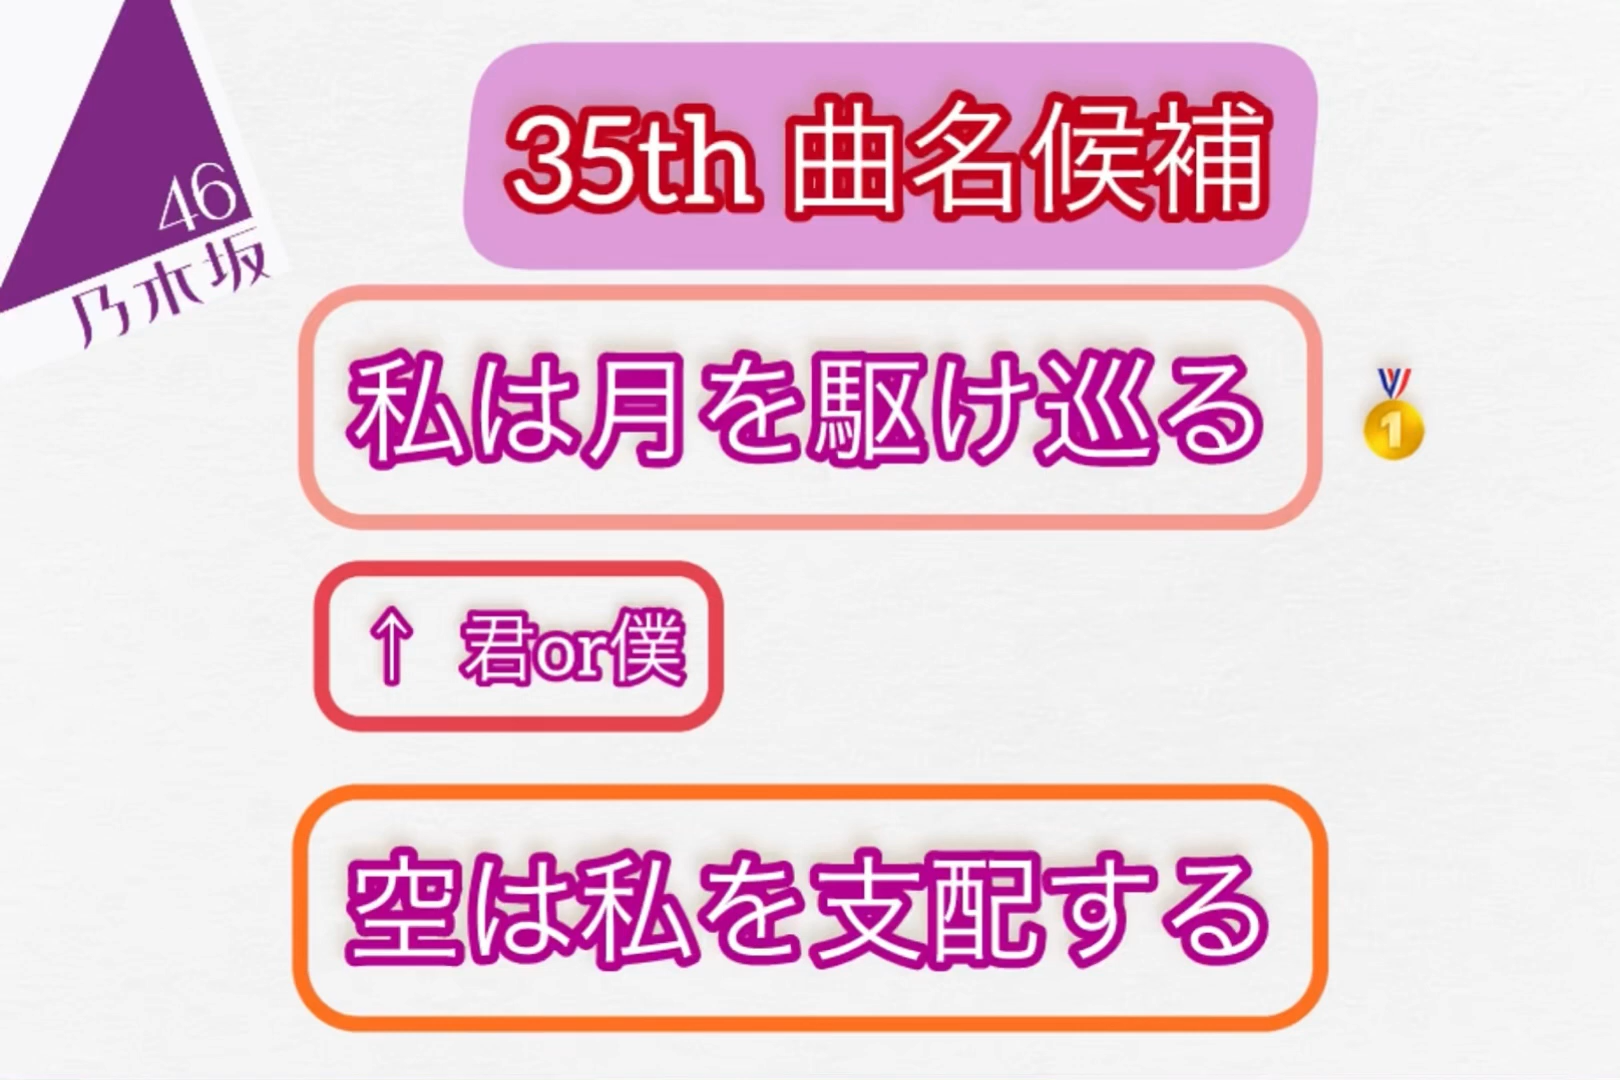 46
乃木坂
35th 曲名候補
私は月を駆け巡る
1
↑ 君or僕
空は私を支配する